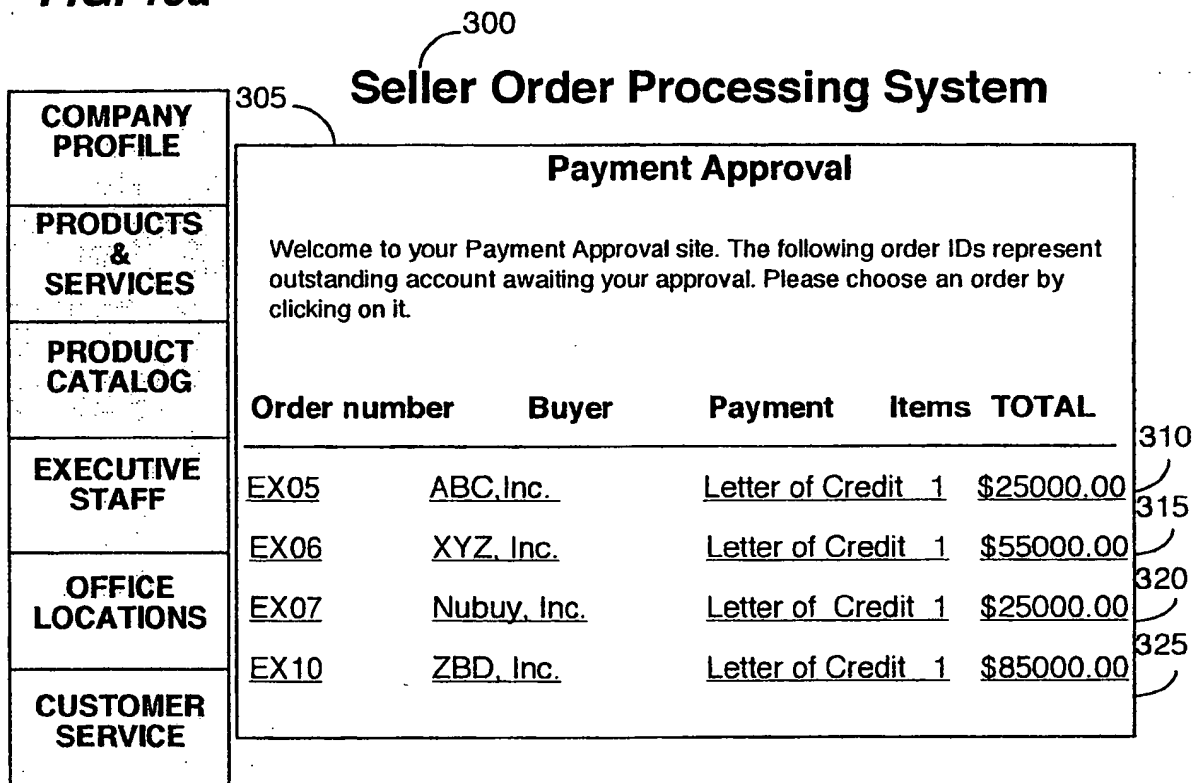 300
Seller Order Processing System
305
COMPANY
PROFILE
PRODUCTS
&
SERVICES
PRODUCT
CATALOG
EXECUTIVE
STAFF
OFFICE
LOCATIONS
CUSTOMER
SERVICE
Payment Approval
Welcome to your Payment Approval site. The following order IDs represent
outstanding account awaiting your approval. Please choose an order by
clicking on it.
Order number Buyer Payment Items TOTAL
310
EX05 ABC,Inc. Letter of Credit 1 $25000.00
315
EX06 XYZ, Inc. Letter of Credit 1 $55000.00
320
EX07 Nubuy, Inc. Letter of Credit 1 $25000.00
325
EX10 ZBD, Inc. Letter of Credit 1 $85000.00